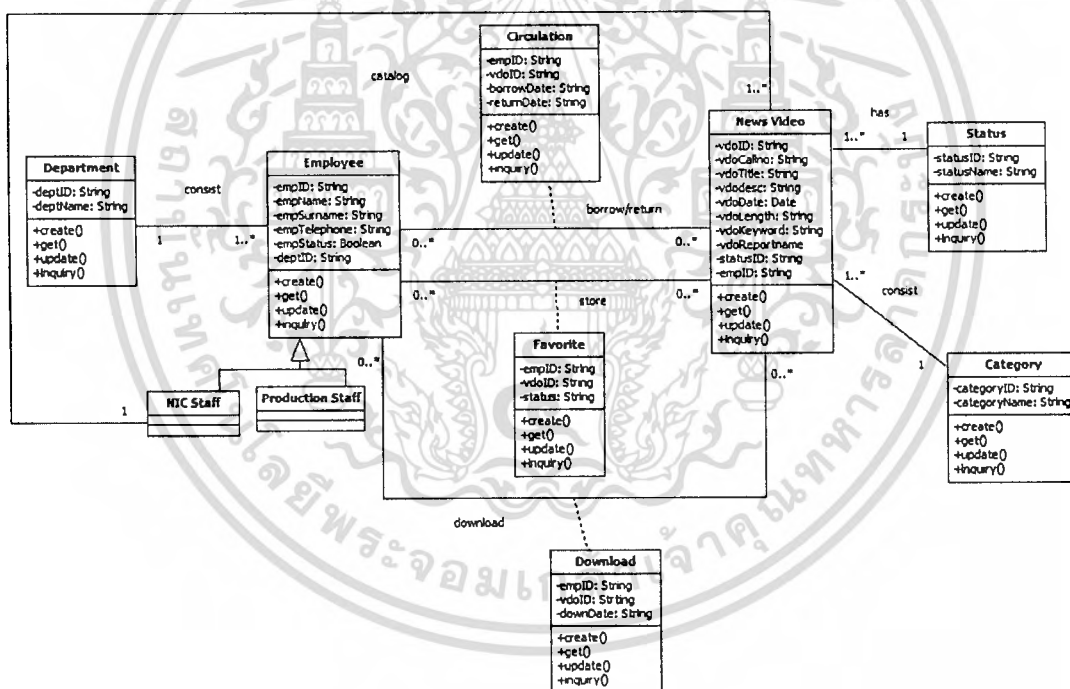 Circulation
-empID: String
-vdoID: String
-borrowDate: String
-returnDate: String
+create()
+get()
+update()
+inquiry()
catalog
1..*
News Video
-vdoID: String
-vdoCallno: String
-vdoTitle: String
-vdodesc: String
-vdoDate: Date
-vdoLength: String
-vdoKeyword: String
-vdoReportname
-statusID: String
-empID: String
+create()
+get()
+update()
+inquiry()
has
1..*
1
Status
-statusID: String
-statusName: String
+create()
+get()
+update()
+inquiry()
Department
-deptID: String
-deptName: String
+create()
+get()
+update()
+inquiry()
consist
1
1..*
Employee
-empID: String
-empName: String
-empSurname: String
-empTelephone: String
-empStatus: Boolean
-deptID: String
+create()
+get()
+update()
+inquiry()
borrow/return
0..*
0..*
0..*
0..*
store
1..*
consist
1
Category
-categoryID: String
-categoryName: String
+create()
+get()
+update()
+inquiry()
Favorite
-empID: String
-vdoID: String
-status: String
+create()
+get()
+update()
+inquiry()
0..*
0..*
NIC Staff
Production Staff
1
download
Download
-empID: String
-vdoID: Strting
-downDate: String
+create()
+get()
+update()
+inquiry()